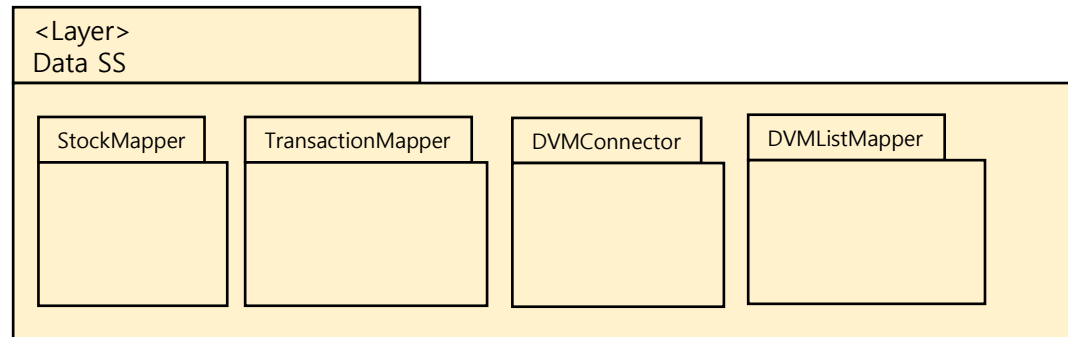 <Layer>
Data SS
StockMapper
TransactionMapper
DVMConnector
DVMListMapper